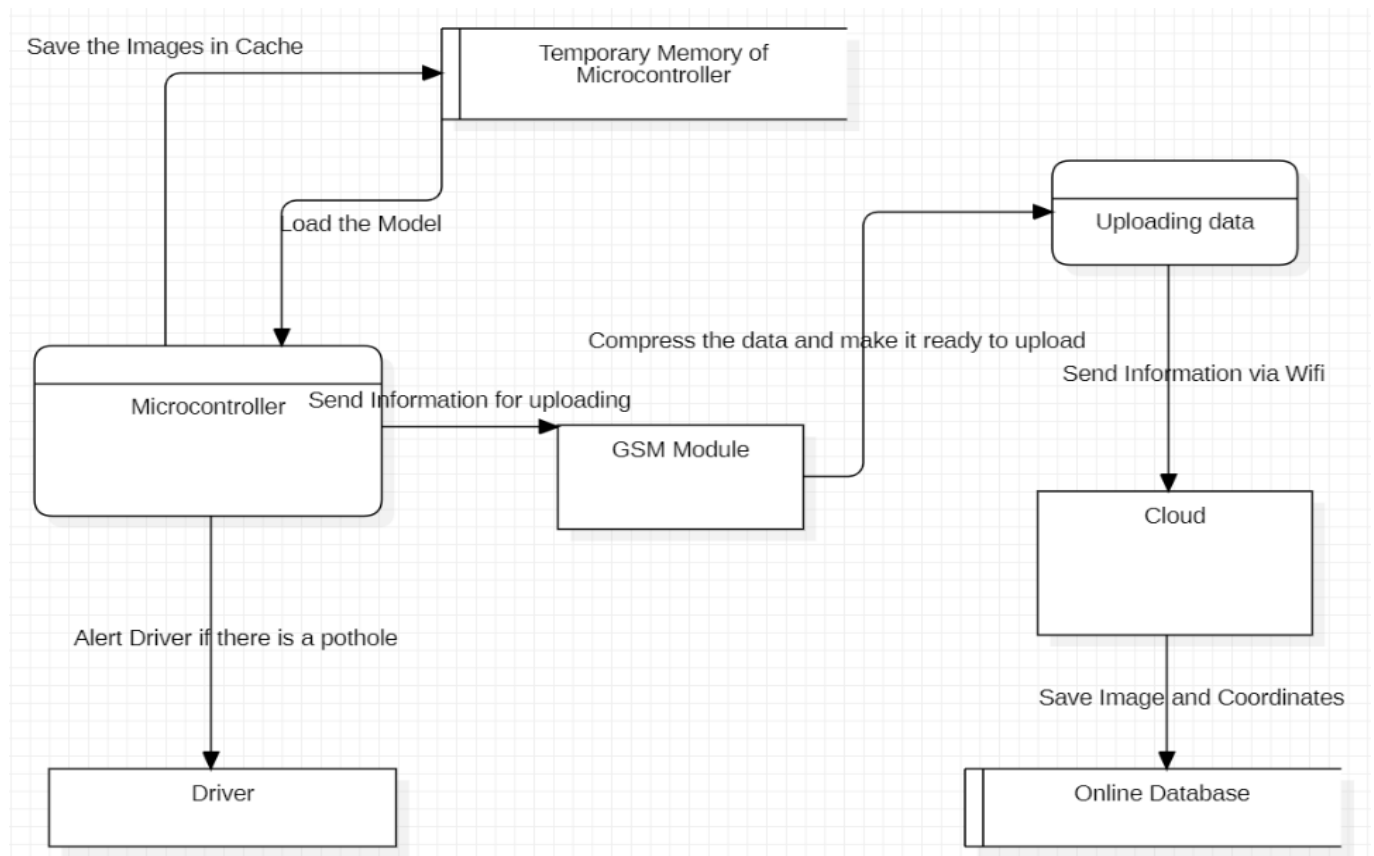 Save the Images in Cache
Temporary Memory of
Microcontroller
Load the Model
Uploading data
Compress the data and make it ready to upload
Send Information via Wifi
Microcontroller
Send Information for uploading
GSM Module
Cloud
Alert Driver if there is a pothole
Save Image and Coordinates
Driver
Online Database